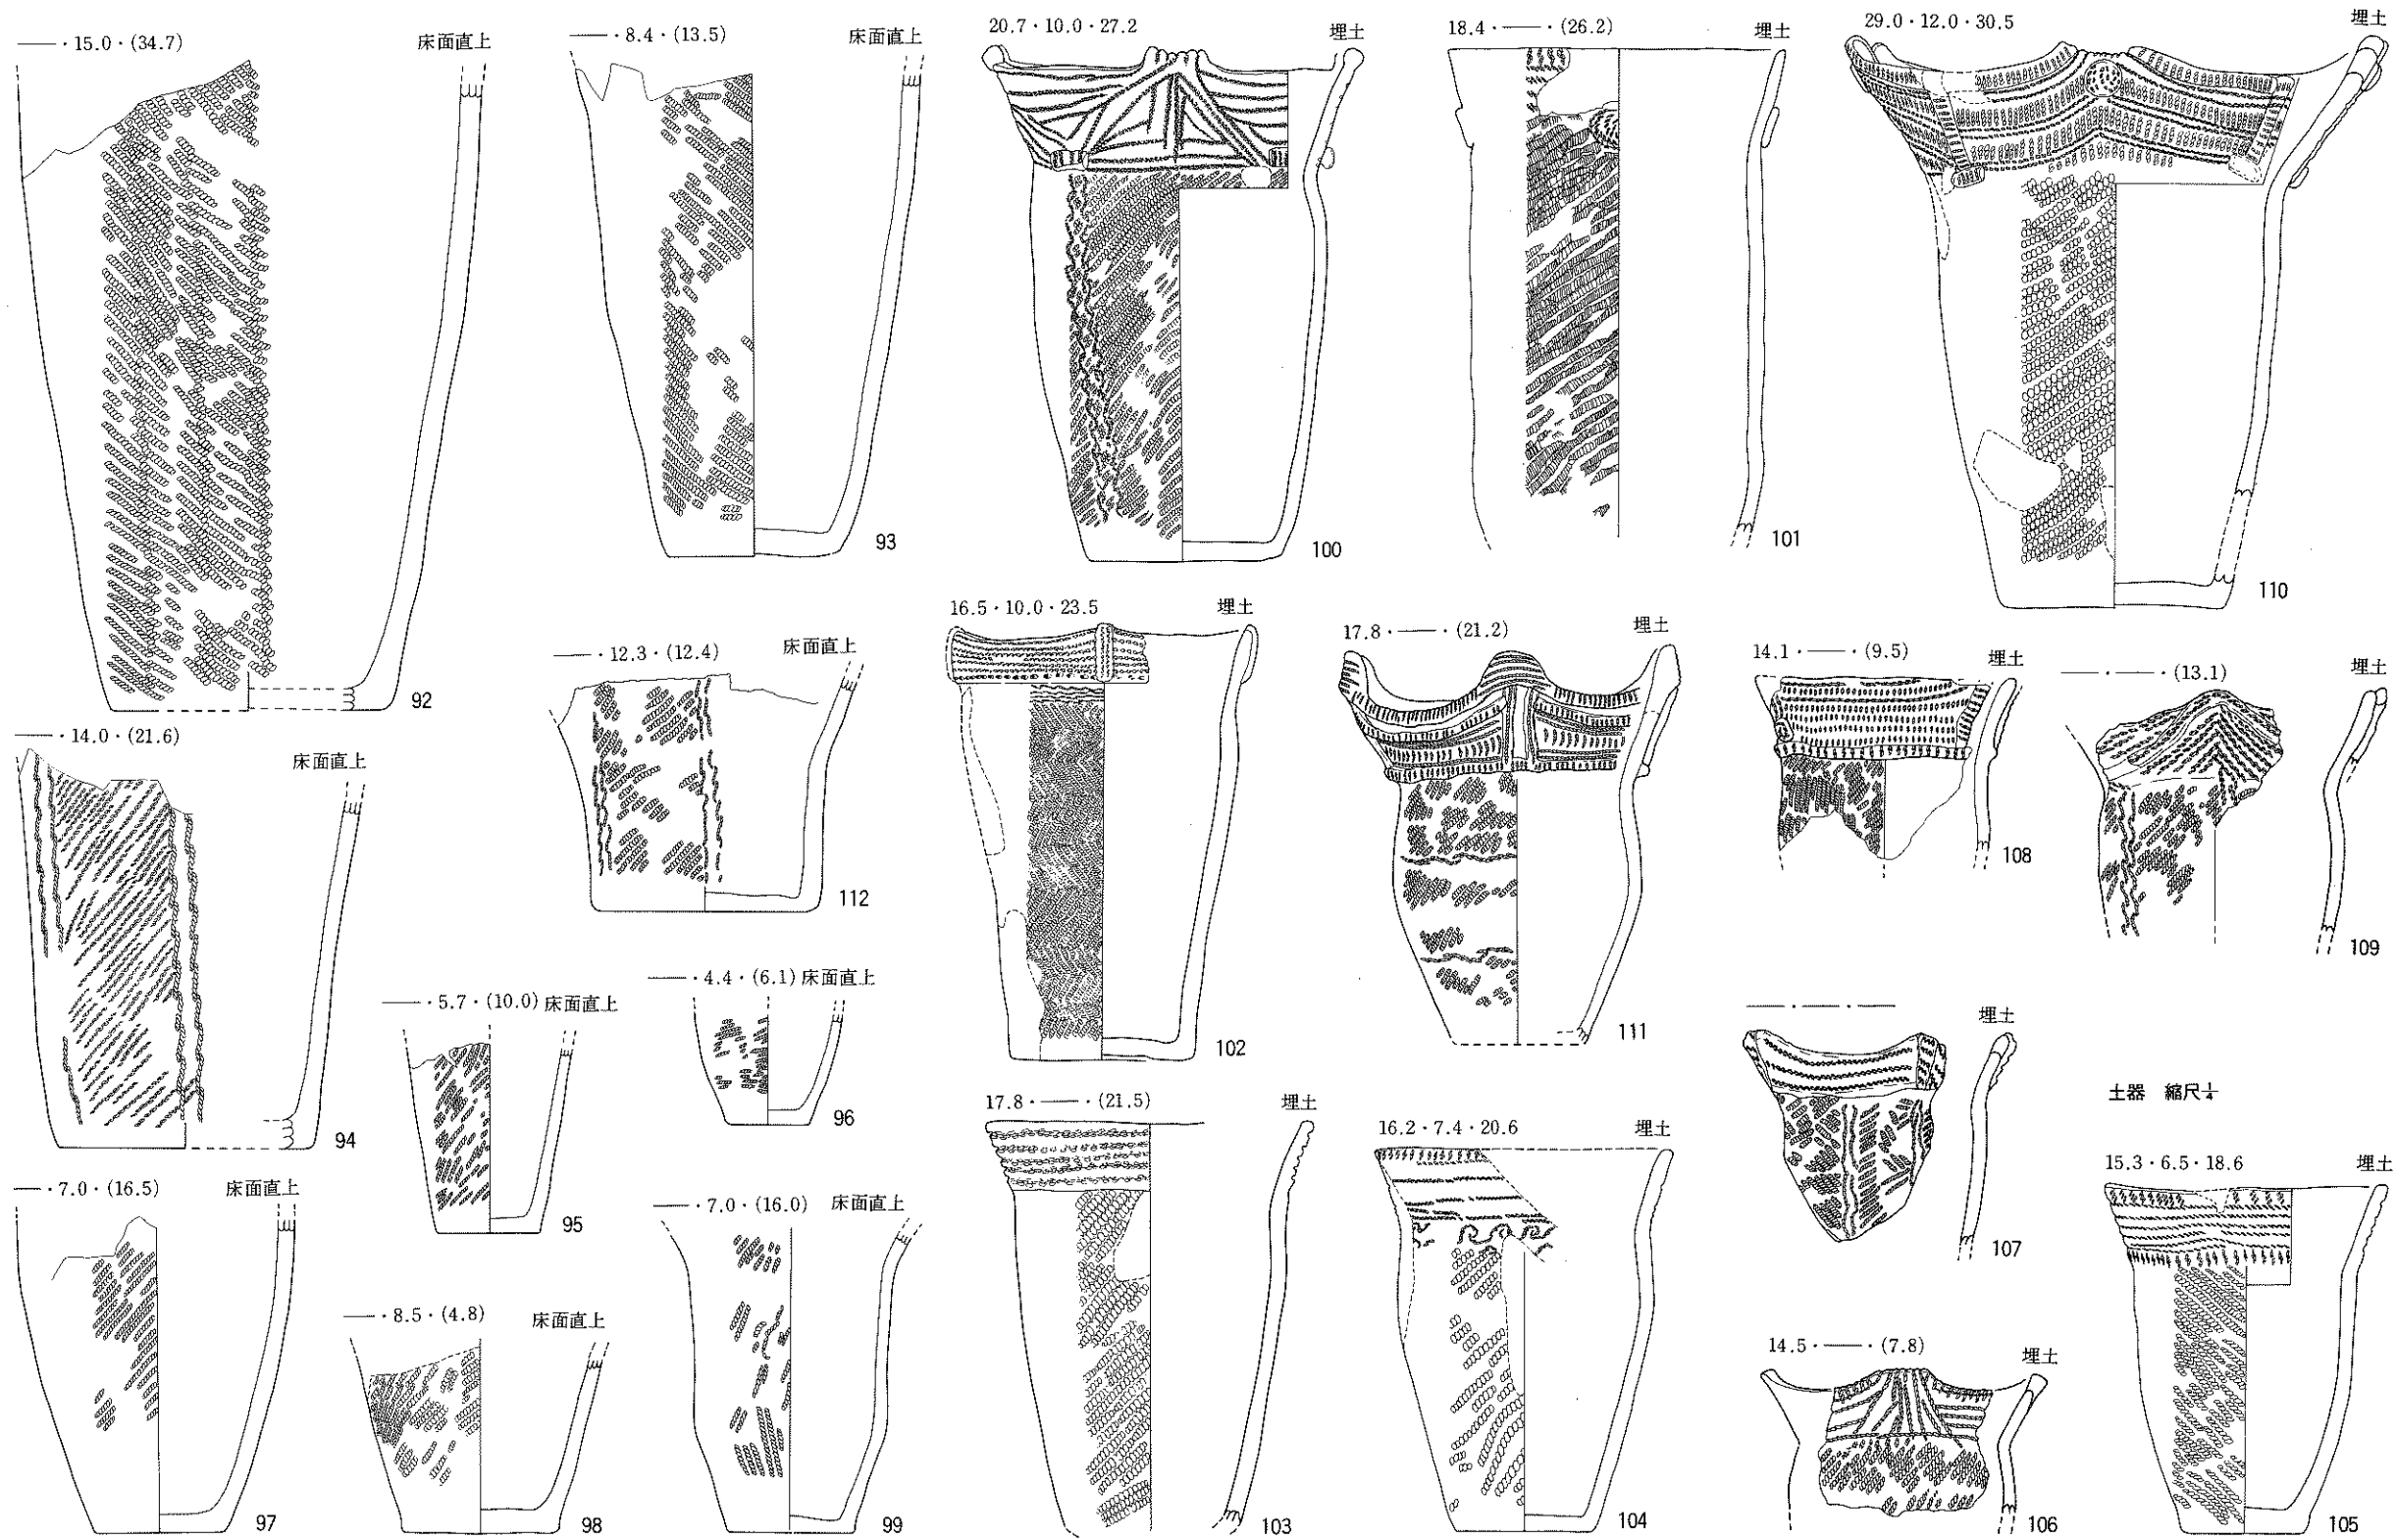 ——・15.0・(34.7) 床面直上
92
——・8.4・(13.5) 床面直上
93
20.7・10.0・27.2 埋土
100
18.4・——・(26.2) 埋土
101
29.0・12.0・30.5 埋土
110
——・14.0・(21.6) 床面直上
94
——・12.3・(12.4) 床面直上
112
16.5・10.0・23.5 埋土
102
17.8・——・(21.2) 埋土
111
14.1・——・(9.5) 埋土
108
——・——・(13.1) 埋土
109
——・5.7・(10.0) 床面直上
95
——・4.4・(6.1) 床面直上
96
——・——・—— 埋土
107
土器 縮尺1/4
——・7.0・(16.5) 床面直上
97
——・8.5・(4.8) 床面直上
98
——・7.0・(16.0) 床面直上
99
17.8・——・(21.5) 埋土
103
16.2・7.4・20.6 埋土
104
14.5・——・(7.8) 埋土
106
15.3・6.5・18.6 埋土
105